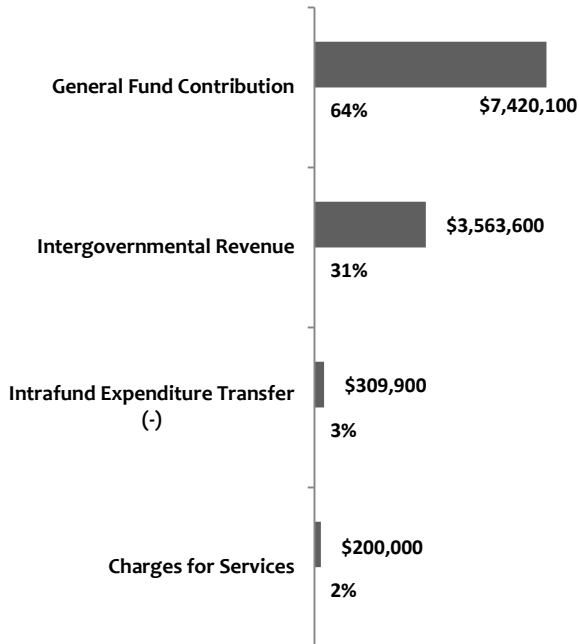 General Fund Contribution
64%
$7,420,100
Intergovernmental Revenue
$3,563,600
31%
Intrafund Expenditure Transfer
(-)
$309,900
3%
Charges for Services
$200,000
2%